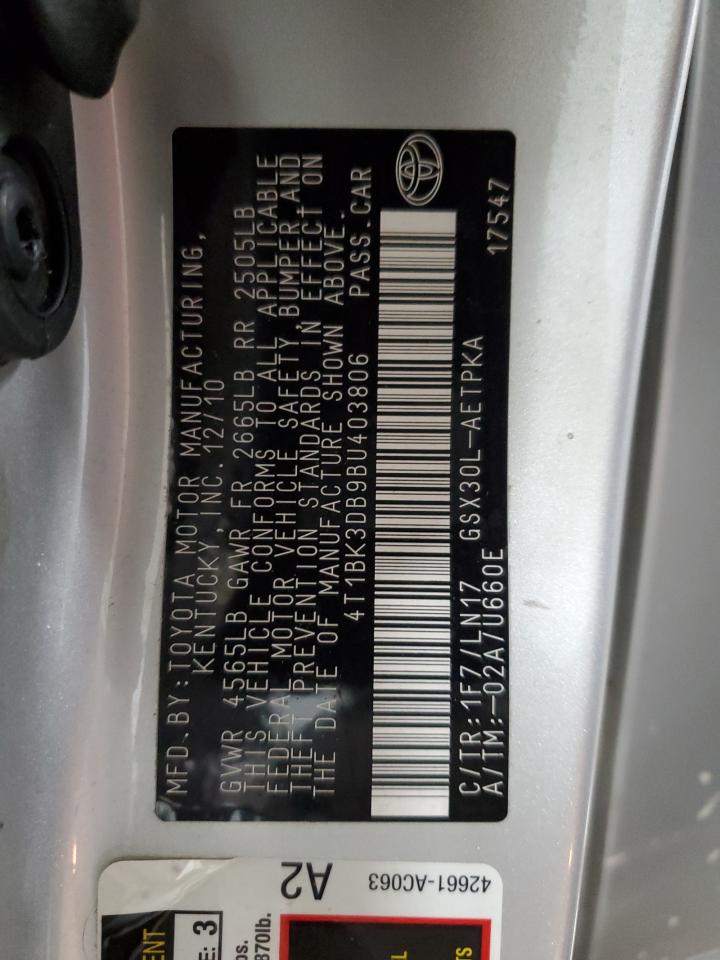 MFD. BY: TOYOTA MOTOR MANUFACTURING,
KENTUCKY, INC. 12/10
GVWR 4565LB GAWR FR 2665LB RR 2505LB
THIS VEHICLE CONFORMS TO ALL APPLICABLE
FEDERAL MOTOR VEHICLE SAFETY, BUMPER, AND
THEFT PREVENTION STANDARDS IN EFFECT ON
THE DATE OF MANUFACTURE SHOWN ABOVE.
4T1BK3DB9BU403806 PASS. CAR
C/TR: 1F7/LN17 GSX30L-AETPKA 17547
A/TM: -02A/U660E
A2
42661-AC063
3
870lb.